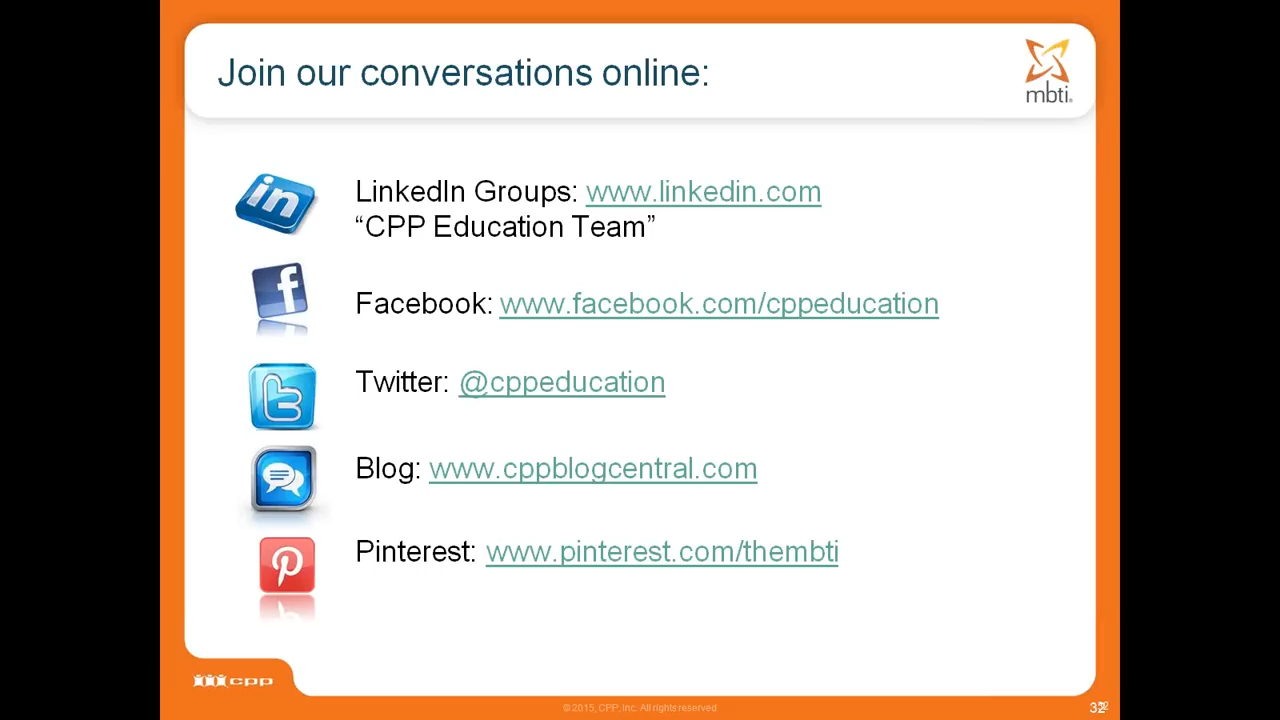 Join our conversations online:
mbti®
LinkedIn Groups: www.linkedin.com
“CPP Education Team”
Facebook: www.facebook.com/cppeducation
Twitter: @cppeducation
Blog: www.cppblogcentral.com
Pinterest: www.pinterest.com/thembti
cpp
© 2015, CPP, Inc. All rights reserved
32